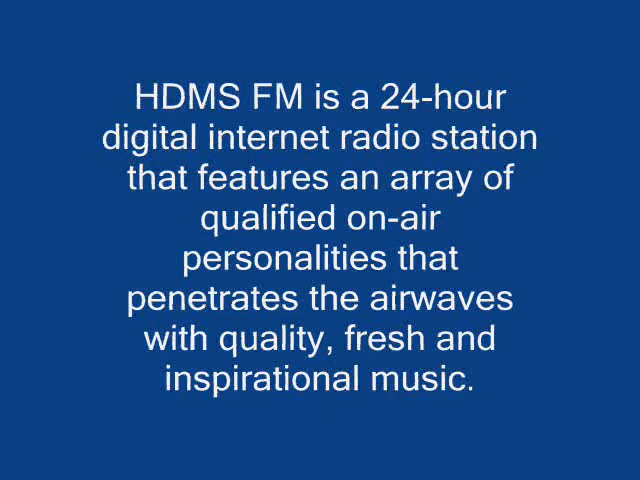 HDMS FM is a 24-hour
digital internet radio station
that features an array of
qualified on-air
personalities that
penetrates the airwaves
with quality, fresh and
inspirational music.